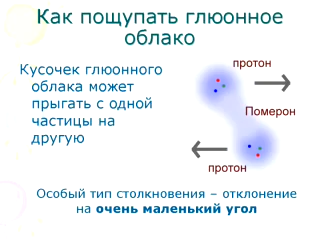 Как пощупать глюонное
облако
Кусочек глюонного
облака может
прыгать с одной
частицы на
другую
протон
Померон
протон
Особый тип столкновения – отклонение
на очень маленький угол